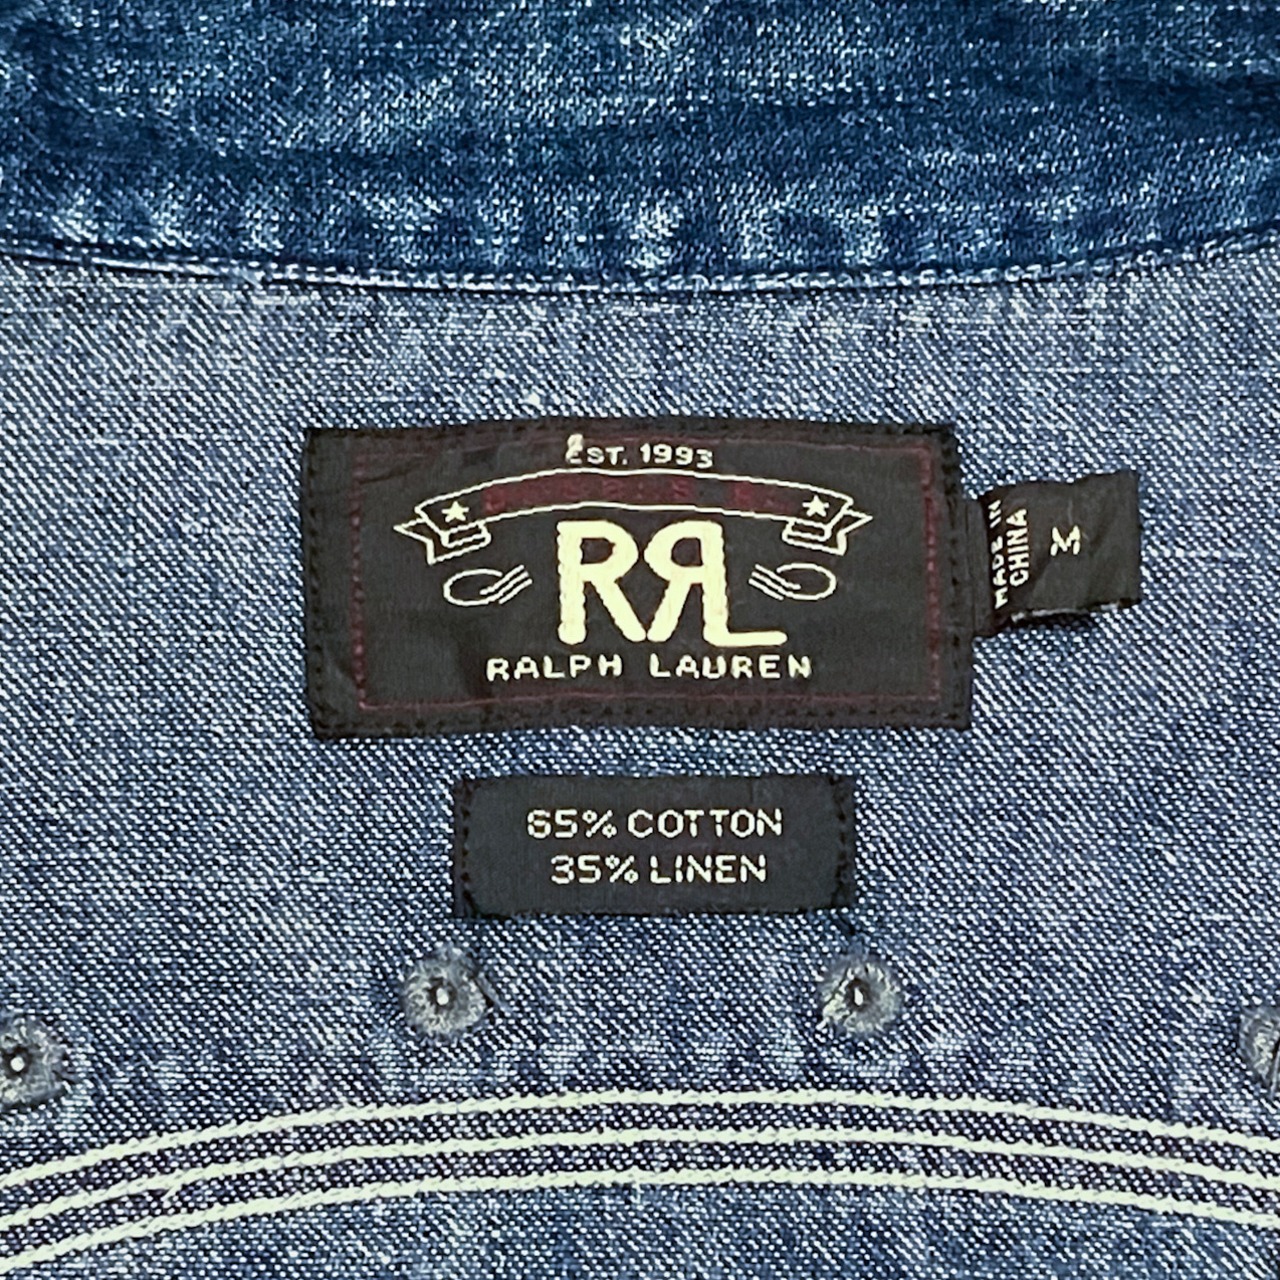 EST. 1993
RRL
RALPH LAUREN
MADE IN
CHINA
M
65% COTTON
35% LINEN